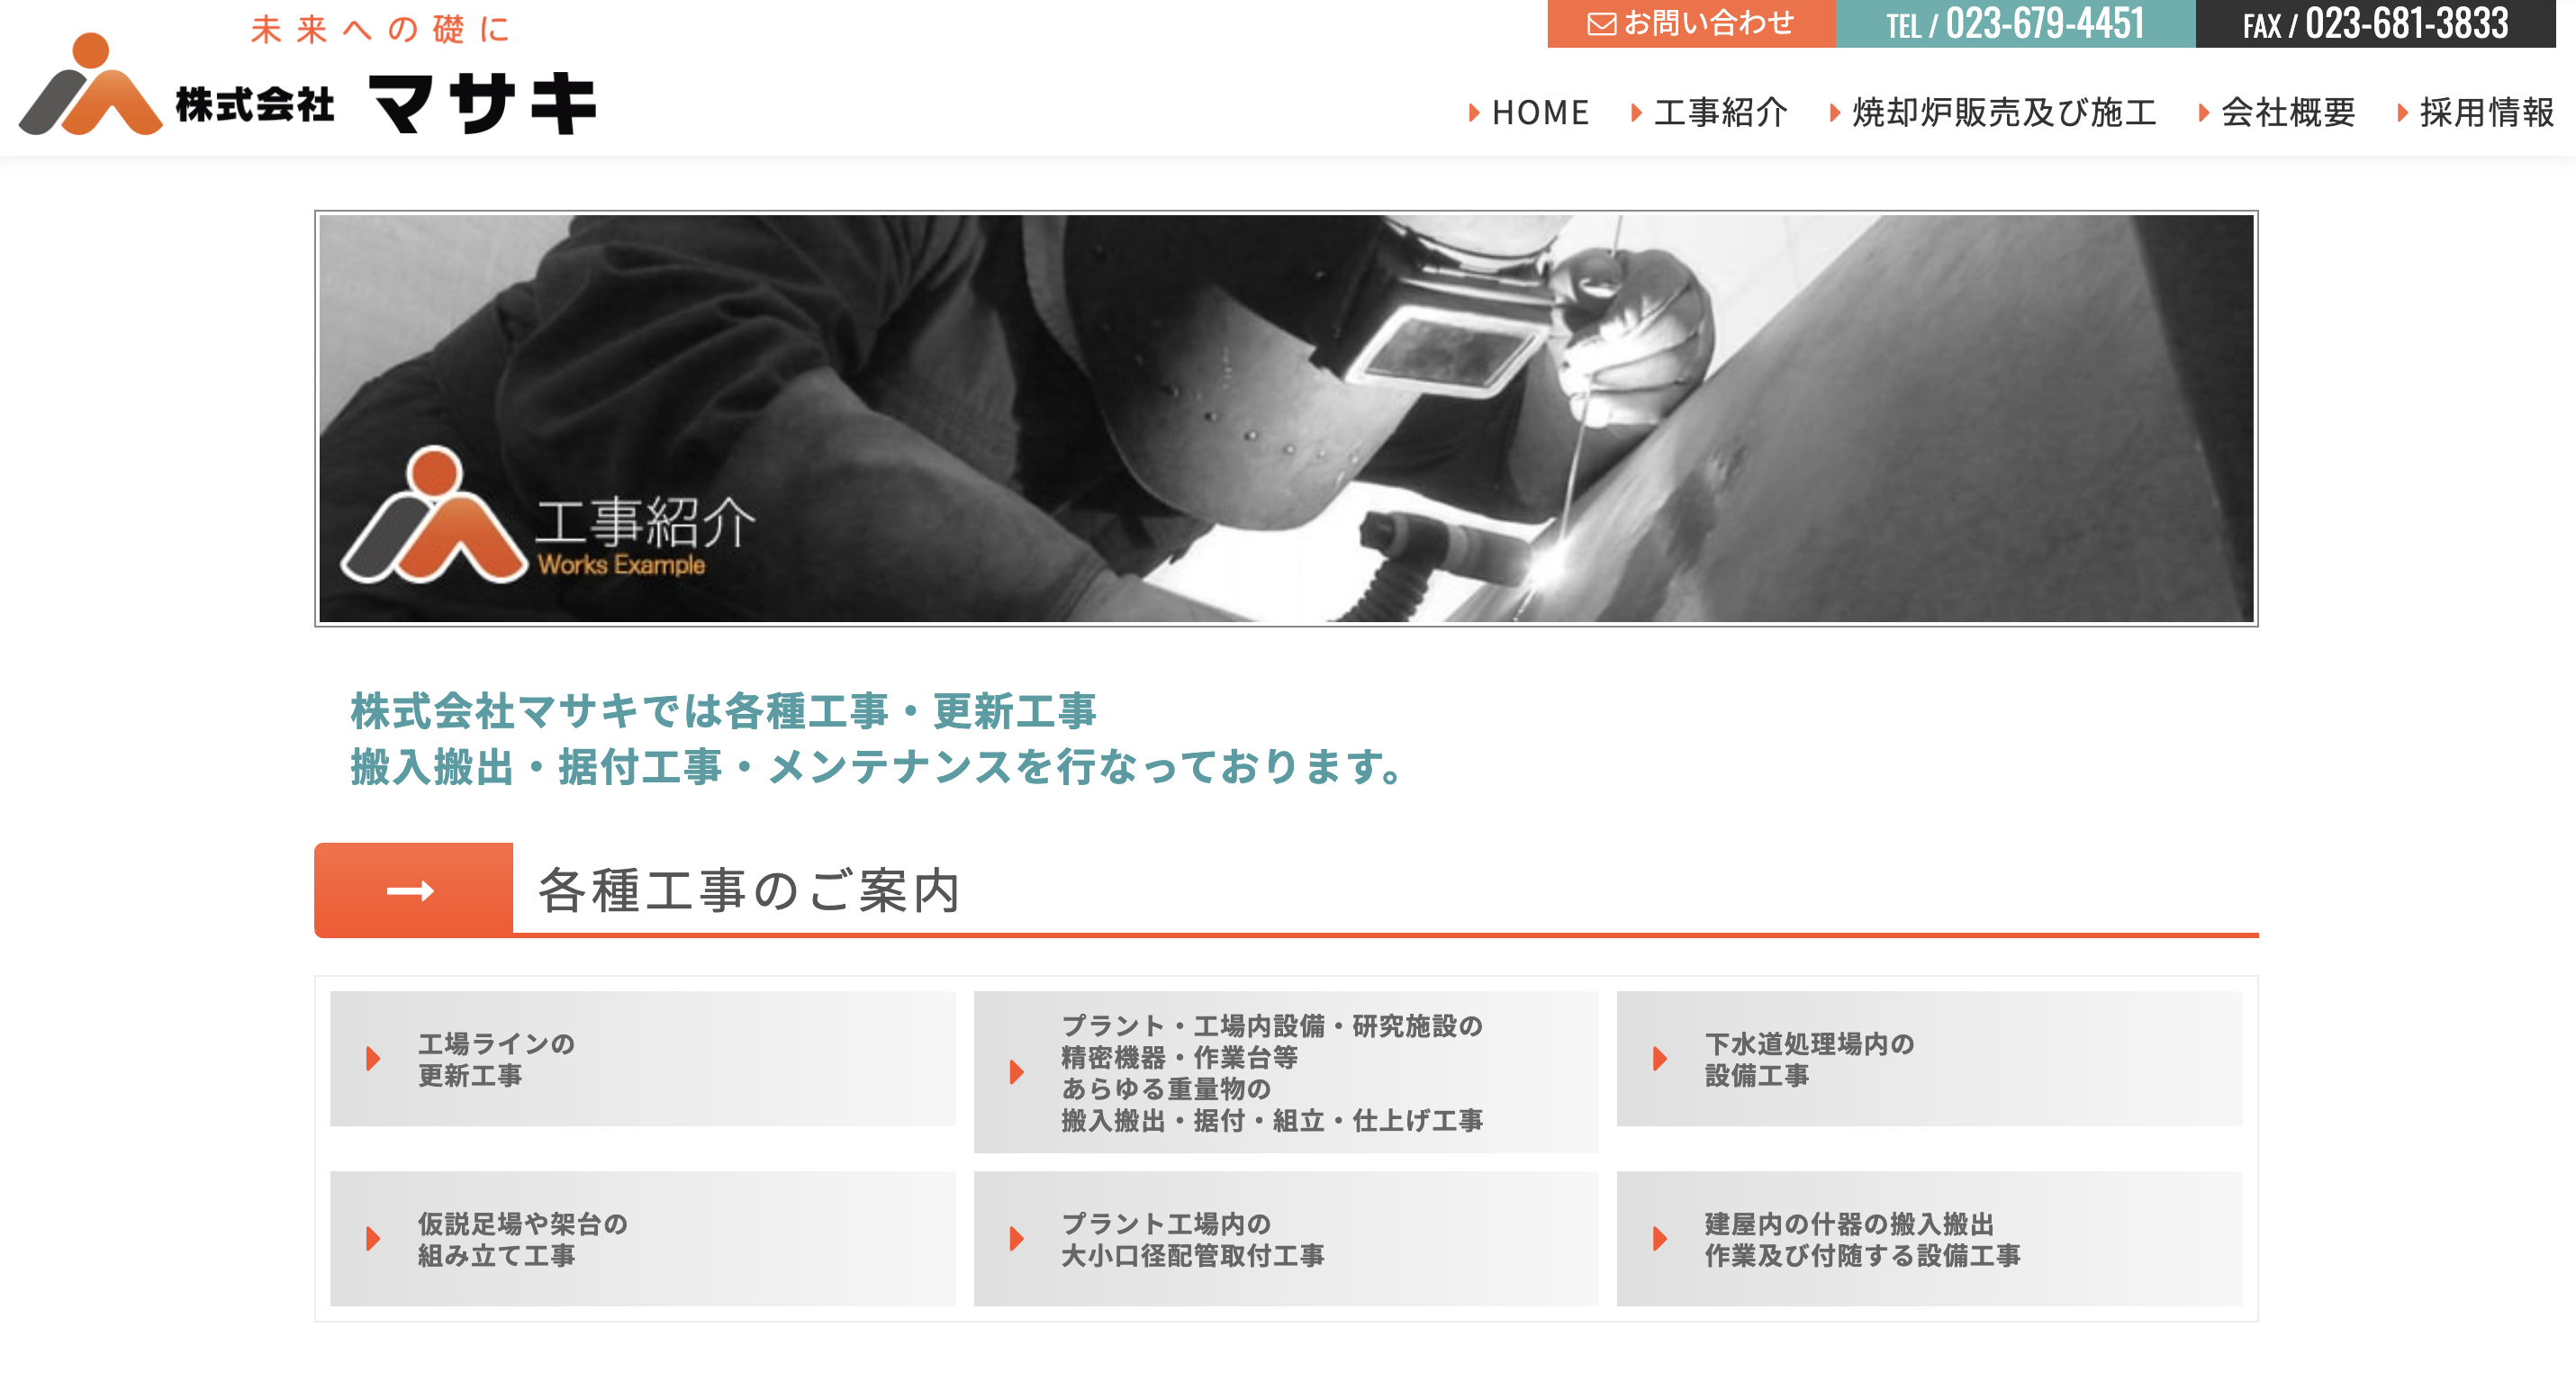 未来への礎に
株式会社 マサキ
お問い合わせ
TEL / 023-679-4451
FAX / 023-681-3833
HOME
工事紹介
焼却炉販売及び施工
会社概要
採用情報
工事紹介
Works Example
株式会社マサキでは各種工事・更新工事
搬入搬出・据付工事・メンテナンスを行なっております。
各種工事のご案内
工場ラインの
更新工事
プラント・工場内設備・研究施設の
精密機器・作業台等
あらゆる重量物の
搬入搬出・据付・組立・仕上げ工事
下水道処理場内の
設備工事
仮説足場や架台の
組み立て工事
プラント工場内の
大小口径配管取付工事
建屋内の什器の搬入搬出
作業及び付随する設備工事